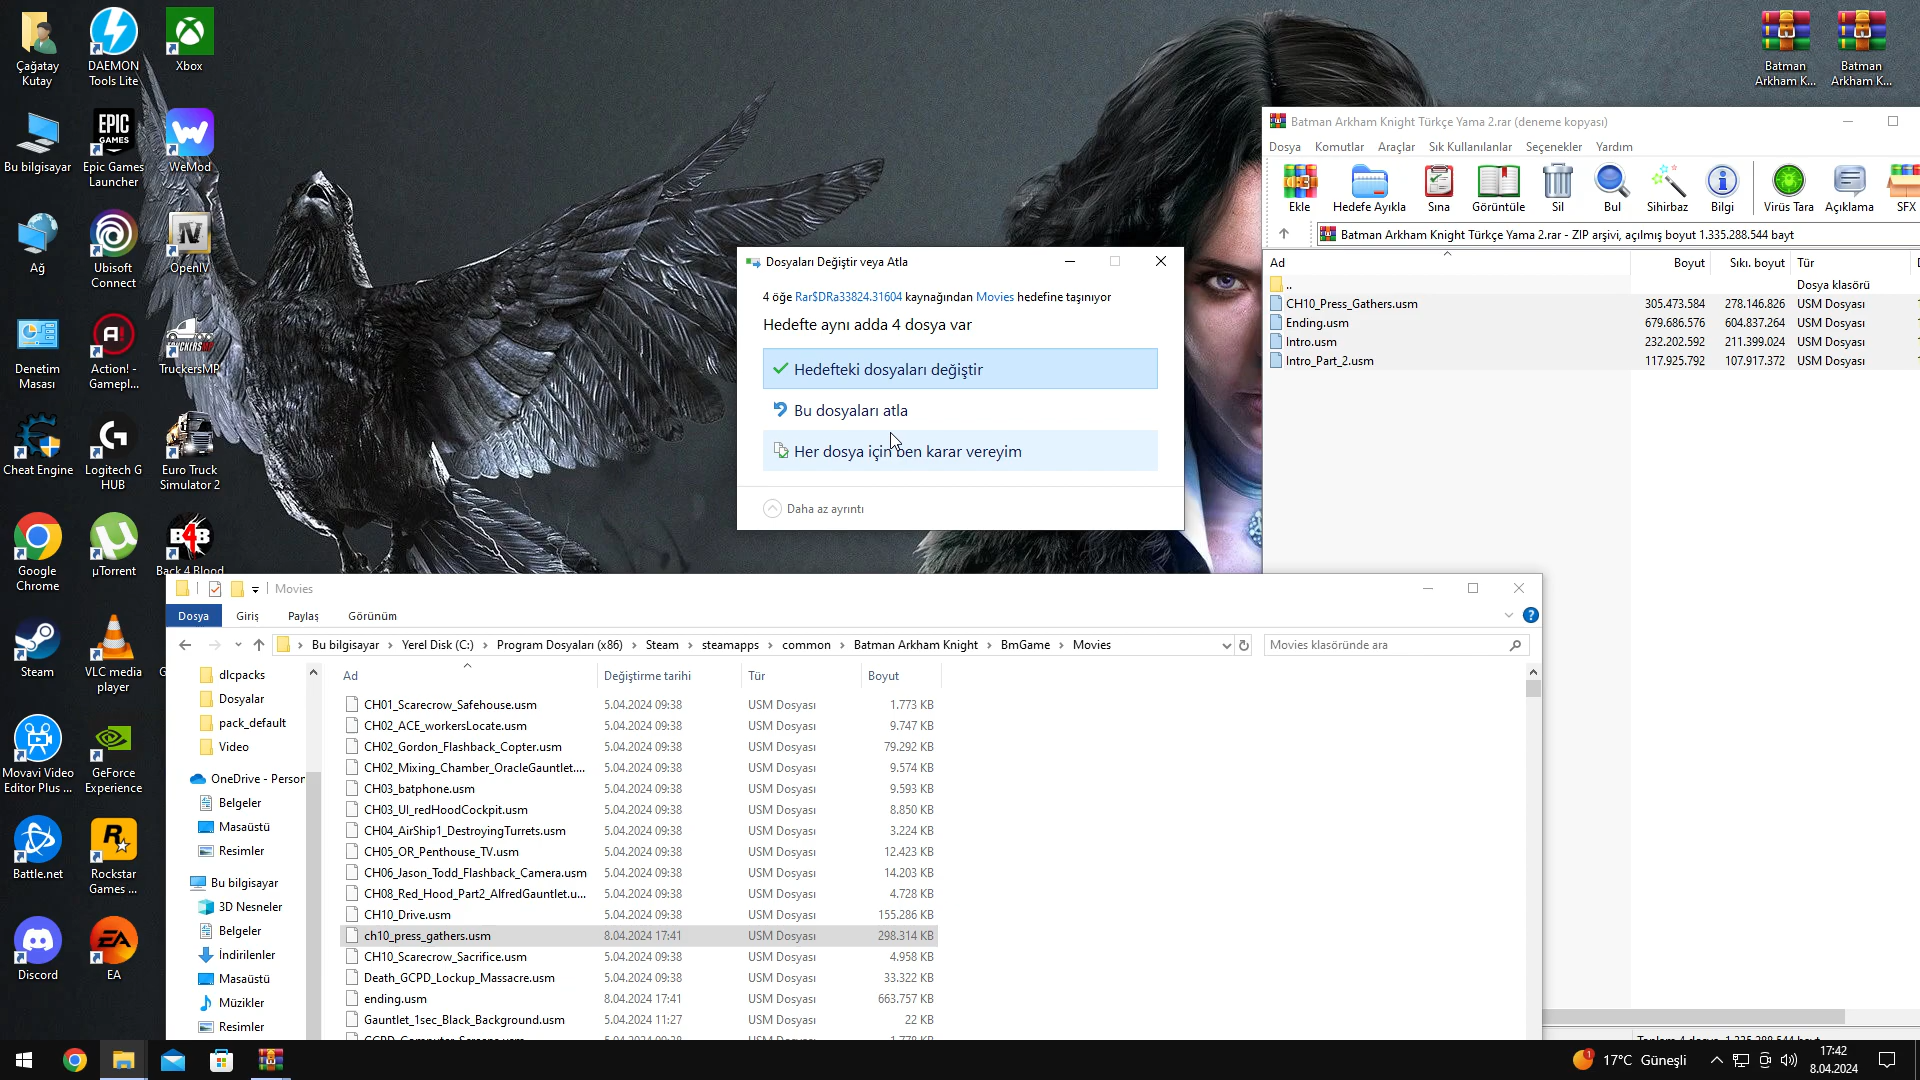 Çağatay
Kutay
DAEMON
Tools Lite
Xbox
Bu bilgisayar
EPIC
GAMES
Epic Games
Launcher
WeMod
Ağ
Ubisoft
Connect
IV
OpenIV
Denetim
Masası
Action! -
Gamepl...
TRUCKERSMP
TruckersMP
Cheat Engine
Logitech G
HUB
Euro Truck
Simulator 2
Google
Chrome
µTorrent
B4B
Back 4 Blood
Steam
VLC media
player
Movavi Video
Editor Plus ...
GeForce
Experience
Battle.net
Rockstar
Games ...
Discord
EA
EA
Batman
Arkham K...
Batman
Arkham K...
Batman Arkham Knight Türkçe Yama 2.rar (deneme kopyası)
Dosya Komutlar Araçlar Sık Kullanılanlar Seçenekler Yardım
Ekle Hedefe Ayıkla Sına Görüntüle Sil Bul Sihirbaz Bilgi Virüs Tara Açıklama SFX
Batman Arkham Knight Türkçe Yama 2.rar - ZIP arşivi, açılmış boyut 1.335.288.544 bayt
Ad Boyut Sıkı. boyut Tür
.. Dosya klasörü
CH10_Press_Gathers.usm 305.473.584 278.146.826 USM Dosyası
Ending.usm 679.686.576 604.837.264 USM Dosyası
Intro.usm 232.202.592 211.399.024 USM Dosyası
Intro_Part_2.usm 117.925.792 107.917.372 USM Dosyası
Dosyaları Değiştir veya Atla
4 öğe Rar$DRa33824.31604 kaynağından Movies hedefine taşınıyor
Hedefte aynı adda 4 dosya var
Hedefteki dosyaları değiştir
Bu dosyaları atla
Her dosya için ben karar vereyim
Daha az ayrıntı
Movies
Dosya Giriş Paylaş Görünüm
Bu bilgisayar Yerel Disk (C:) Program Dosyaları (x86) Steam steamapps common Batman Arkham Knight BmGame Movies
Movies klasöründe ara
dlcpacks
Dosyalar
pack_default
Video
OneDrive - Person
Belgeler
Masaüstü
Resimler
Bu bilgisayar
3D Nesneler
Belgeler
İndirilenler
Masaüstü
Müzikler
Resimler
Ad Değiştirme tarihi Tür Boyut
CH01_Scarecrow_Safehouse.usm 5.04.2024 09:38 USM Dosyası 1.773 KB
CH02_ACE_workersLocate.usm 5.04.2024 09:38 USM Dosyası 9.747 KB
CH02_Gordon_Flashback_Copter.usm 5.04.2024 09:38 USM Dosyası 79.292 KB
CH02_Mixing_Chamber_OracleGauntlet.... 5.04.2024 09:38 USM Dosyası 9.574 KB
CH03_batphone.usm 5.04.2024 09:38 USM Dosyası 9.593 KB
CH03_UI_redHoodCockpit.usm 5.04.2024 09:38 USM Dosyası 8.850 KB
CH04_AirShip1_DestroyingTurrets.usm 5.04.2024 09:38 USM Dosyası 3.224 KB
CH05_OR_Penthouse_TV.usm 5.04.2024 09:38 USM Dosyası 12.423 KB
CH06_Jason_Todd_Flashback_Camera.usm 5.04.2024 09:38 USM Dosyası 14.203 KB
CH08_Red_Hood_Part2_AlfredGauntlet.u... 5.04.2024 09:38 USM Dosyası 4.728 KB
CH10_Drive.usm 5.04.2024 09:38 USM Dosyası 155.286 KB
ch10_press_gathers.usm 8.04.2024 17:41 USM Dosyası 298.314 KB
CH10_Scarecrow_Sacrifice.usm 5.04.2024 09:38 USM Dosyası 4.958 KB
Death_GCPD_Lockup_Massacre.usm 5.04.2024 09:38 USM Dosyası 33.322 KB
ending.usm 8.04.2024 17:41 USM Dosyası 663.757 KB
Gauntlet_1sec_Black_Background.usm 5.04.2024 11:27 USM Dosyası 22 KB
1 17°C Güneşli
17:42
8.04.2024